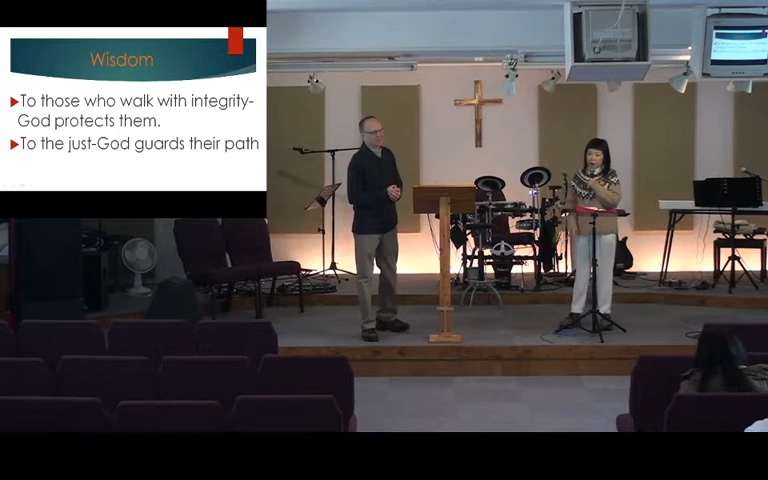 Wisdom
To those who walk with integrity-
God protects them.
To the just-God guards their path